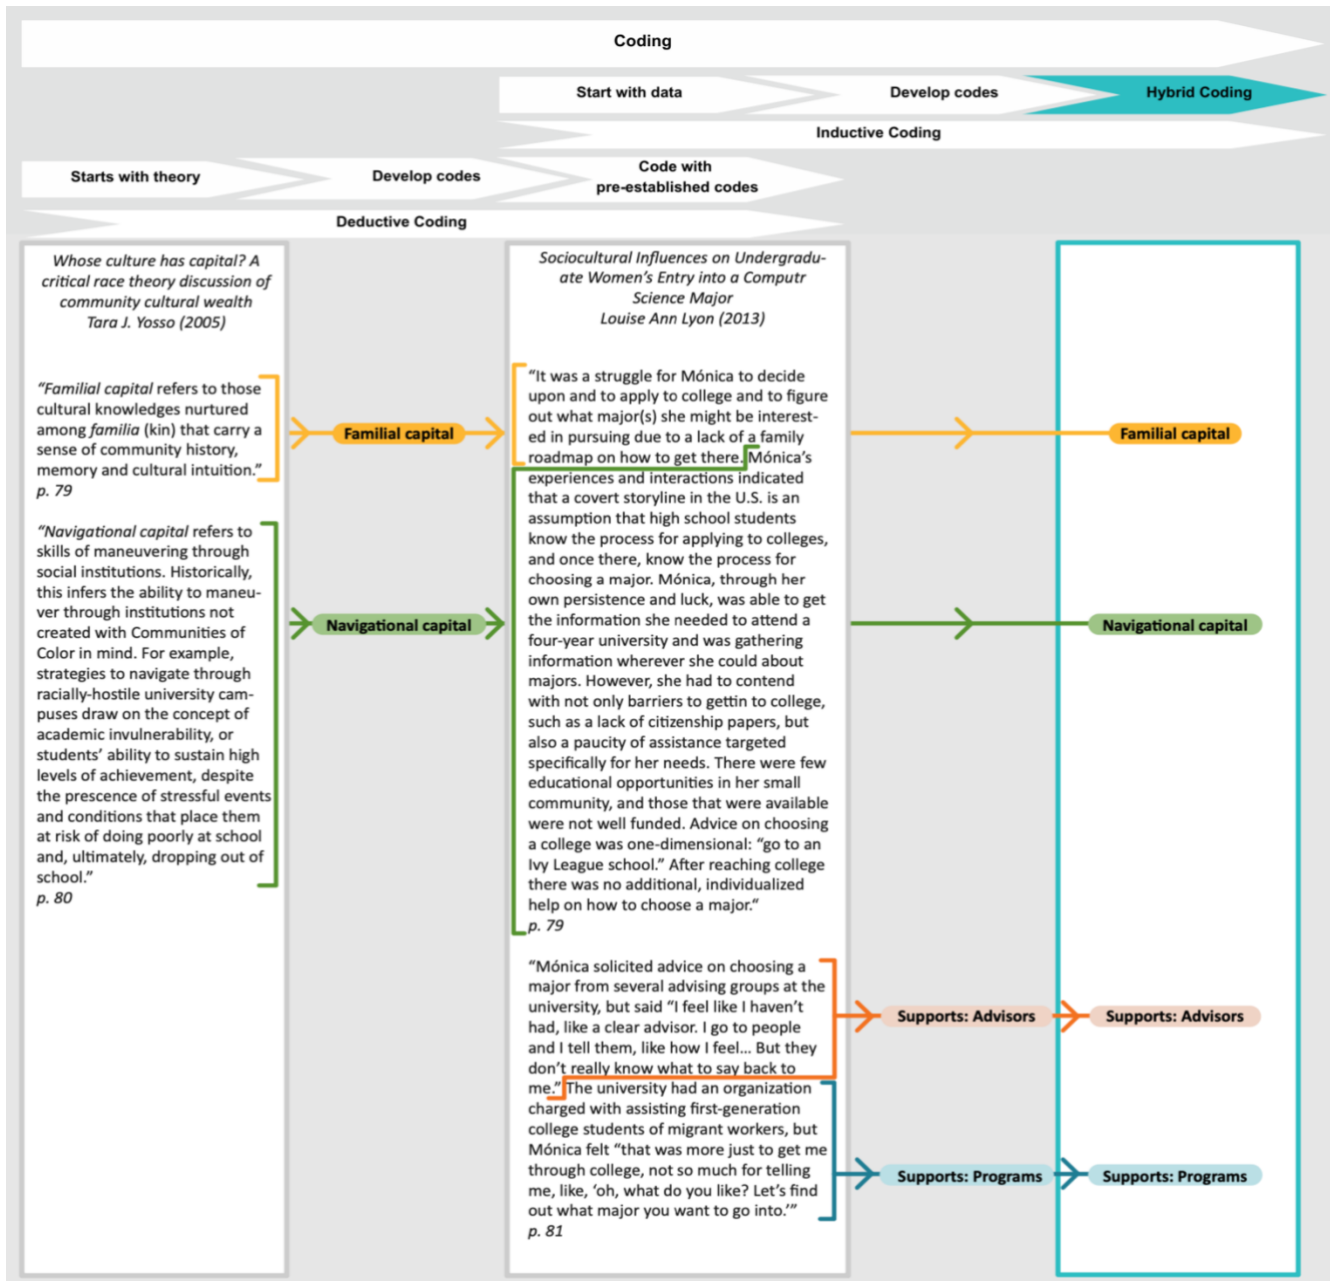 Coding
Start with data
Develop codes
Hybrid Coding
Inductive Coding
Starts with theory
Develop codes
Code with
pre-established codes
Deductive Coding
Whose culture has capital? A
critical race theory discussion of
community cultural wealth
Tara J. Yosso (2005)
“Familial capital refers to those
cultural knowledges nurtured
among familia (kin) that carry a
sense of community history,
memory and cultural intuition.”
p. 79
“Navigational capital refers to
skills of maneuvering through
social institutions. Historically,
this infers the ability to maneu-
ver through institutions not
created with Communities of
Color in mind. For example,
strategies to navigate through
racially-hostile university cam-
puses draw on the concept of
academic invulnerability, or
students’ ability to sustain high
levels of achievement, despite
the prescence of stressful events
and conditions that place them
at risk of doing poorly at school
and, ultimately, dropping out of
school.”
p. 80
Familial capital
Navigational capital
Sociocultural Influences on Undergradu-
ate Women’s Entry into a Computr
Science Major
Louise Ann Lyon (2013)
“It was a struggle for Mónica to decide
upon and to apply to college and to figure
out what major(s) she might be interest-
ed in pursuing due to a lack of a family
roadmap on how to get there. Mónica’s
experiences and interactions indicated
that a covert storyline in the U.S. is an
assumption that high school students
know the process for applying to colleges,
and once there, know the process for
choosing a major. Mónica, through her
own persistence and luck, was able to get
the information she needed to attend a
four-year university and was gathering
information wherever she could about
majors. However, she had to contend
with not only barriers to gettin to college,
such as a lack of citizenship papers, but
also a paucity of assistance targeted
specifically for her needs. There were few
educational opportunities in her small
community, and those that were available
were not well funded. Advice on choosing
a college was one-dimensional: “go to an
Ivy League school.” After reaching college
there was no additional, individualized
help on how to choose a major.“
p. 79
“Mónica solicited advice on choosing a
major from several advising groups at the
university, but said “I feel like I haven’t
had, like a clear advisor. I go to people
and I tell them, like how I feel... But they
don’t really know what to say back to
me.” The university had an organization
charged with assisting first-generation
college students of migrant workers, but
Mónica felt “that was more just to get me
through college, not so much for telling
me, like, ‘oh, what do you like? Let’s find
out what major you want to go into.’”
p. 81
Supports: Advisors
Supports: Programs
Familial capital
Navigational capital
Supports: Advisors
Supports: Programs